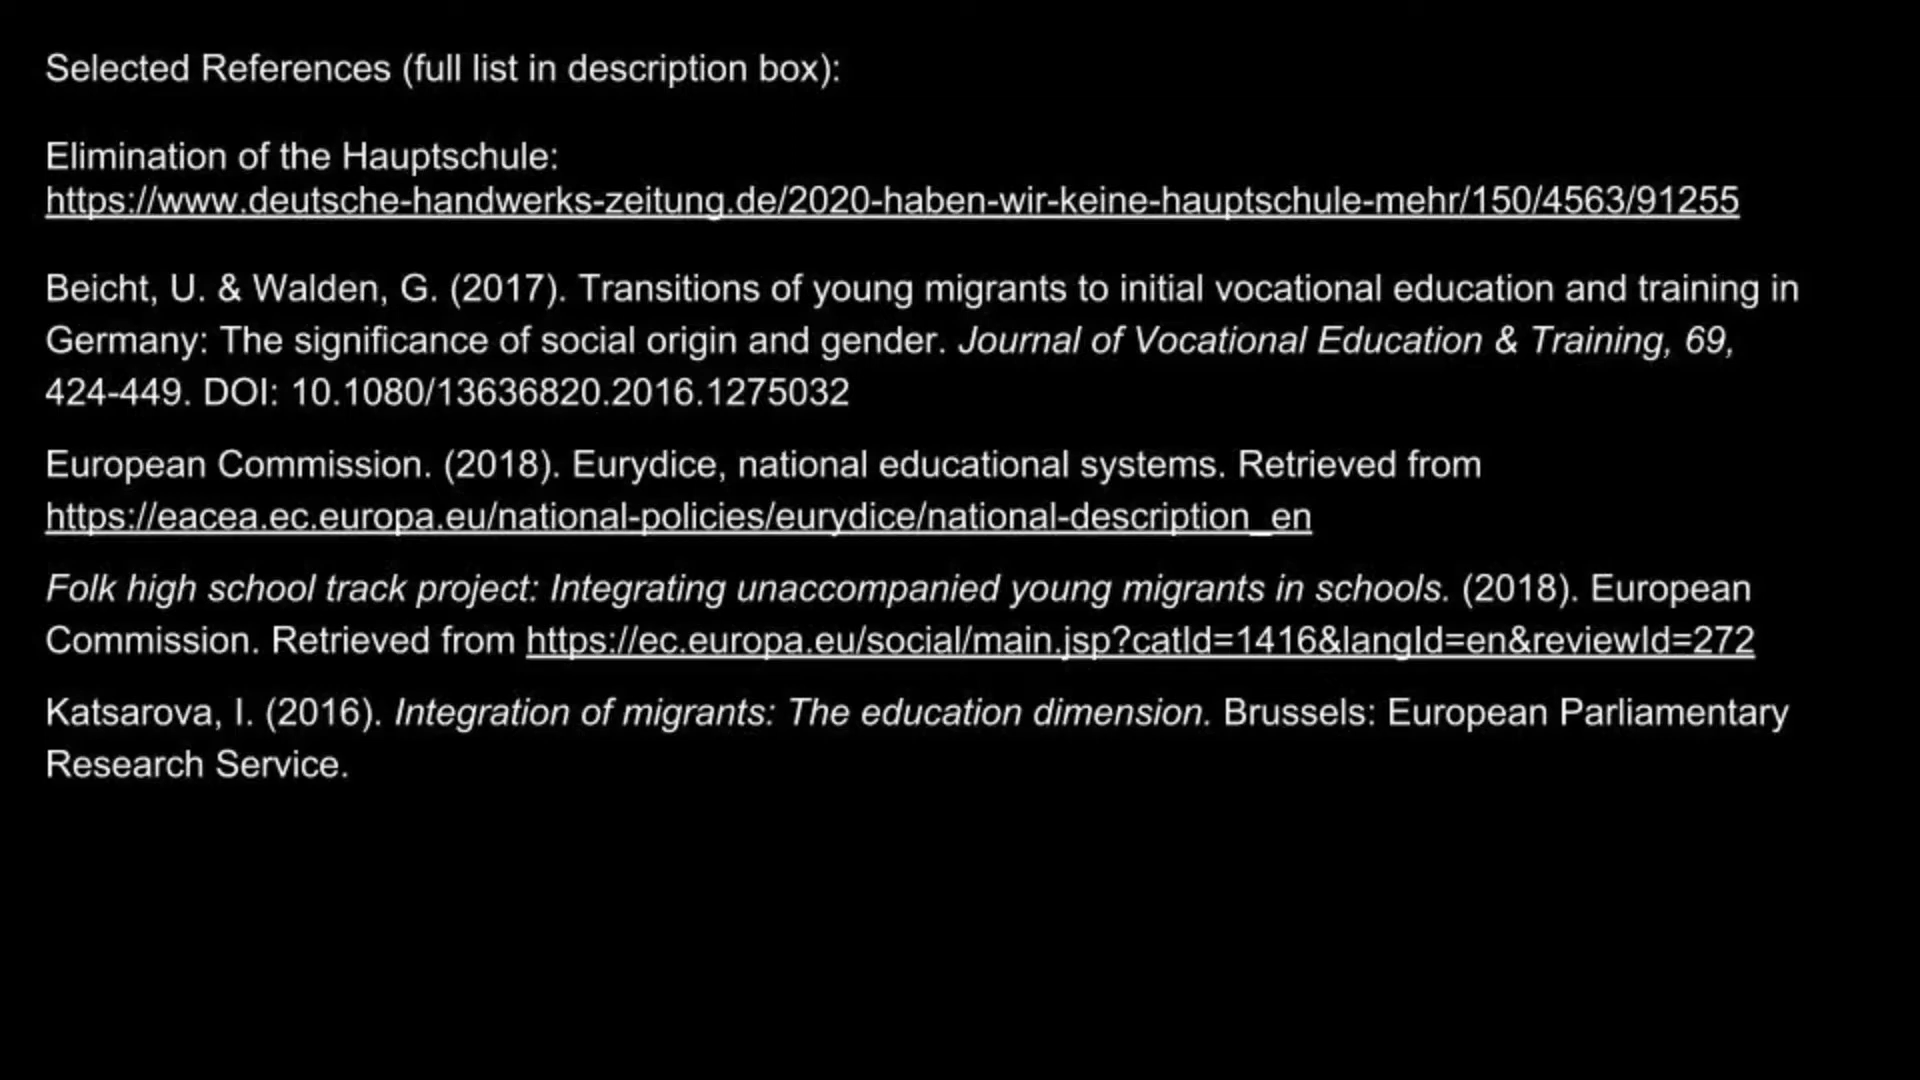 Selected References (full list in description box):
Elimination of the Hauptschule:
https://www.deutsche-handwerks-zeitung.de/2020-haben-wir-keine-hauptschule-mehr/150/4563/91255
Beicht, U. & Walden, G. (2017). Transitions of young migrants to initial vocational education and training in
Germany: The significance of social origin and gender. Journal of Vocational Education & Training, 69,
424-449. DOI: 10.1080/13636820.2016.1275032
European Commission. (2018). Eurydice, national educational systems. Retrieved from
https://eacea.ec.europa.eu/national-policies/eurydice/national-description_en
Folk high school track project: Integrating unaccompanied young migrants in schools. (2018). European
Commission. Retrieved from https://ec.europa.eu/social/main.jsp?catId=1416&langId=en&reviewId=272
Katsarova, I. (2016). Integration of migrants: The education dimension. Brussels: European Parliamentary
Research Service.